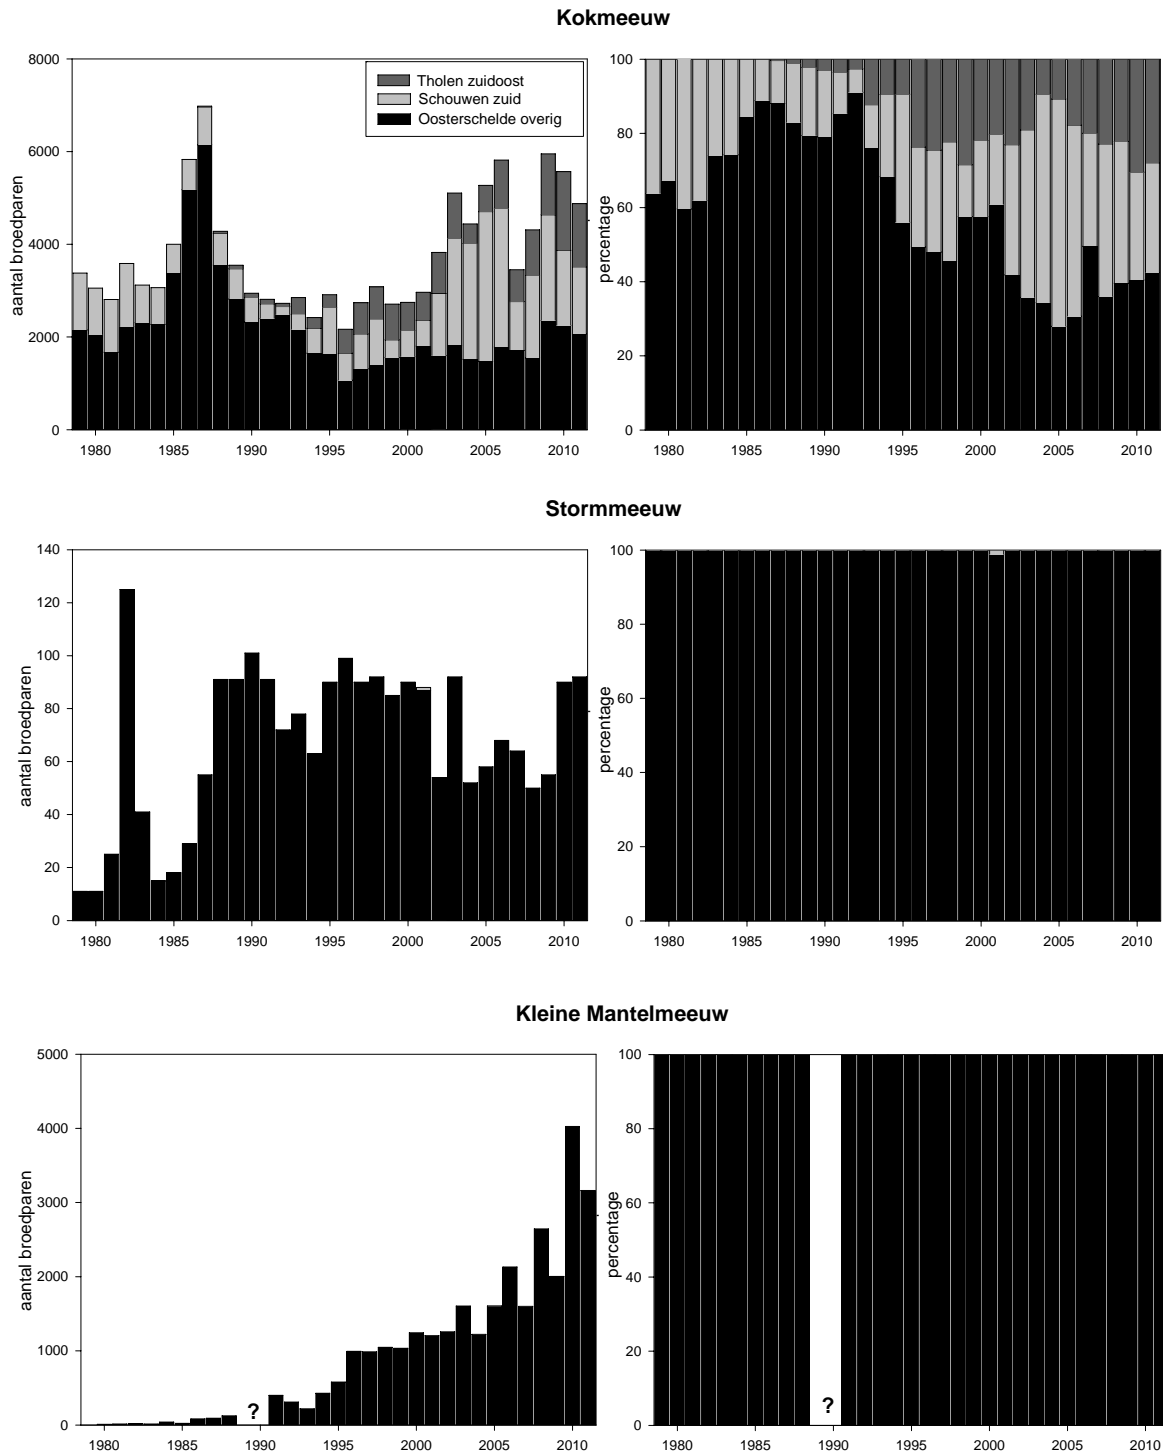 Kokmeeuw
8000
6000
4000
2000
0
aantal broedparen
Tholen zuidoost
Schouwen zuid
Oosterschelde overig
1980 1985 1990 1995 2000 2005 2010
100
80
60
40
20
0
percentage
1980 1985 1990 1995 2000 2005 2010
Stormmeeuw
140
120
100
80
60
40
20
0
aantal broedparen
1980 1985 1990 1995 2000 2005 2010
100
80
60
40
20
0
percentage
1980 1985 1990 1995 2000 2005 2010
Kleine Mantelmeeuw
5000
4000
3000
2000
1000
0
aantal broedparen
?
1980 1985 1990 1995 2000 2005 2010
100
80
60
40
20
0
percentage
?
1980 1985 1990 1995 2000 2005 2010